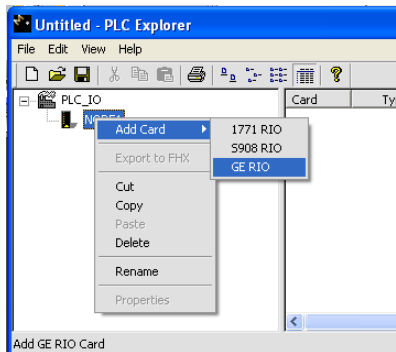 Untitled - PLC Explorer
File Edit View Help
PLC_IO
Card
NODE1
Add Card
1771 RIO
S908 RIO
GE RIO
Export to FHX
Cut
Copy
Paste
Delete
Rename
Properties
Add GE RIO Card